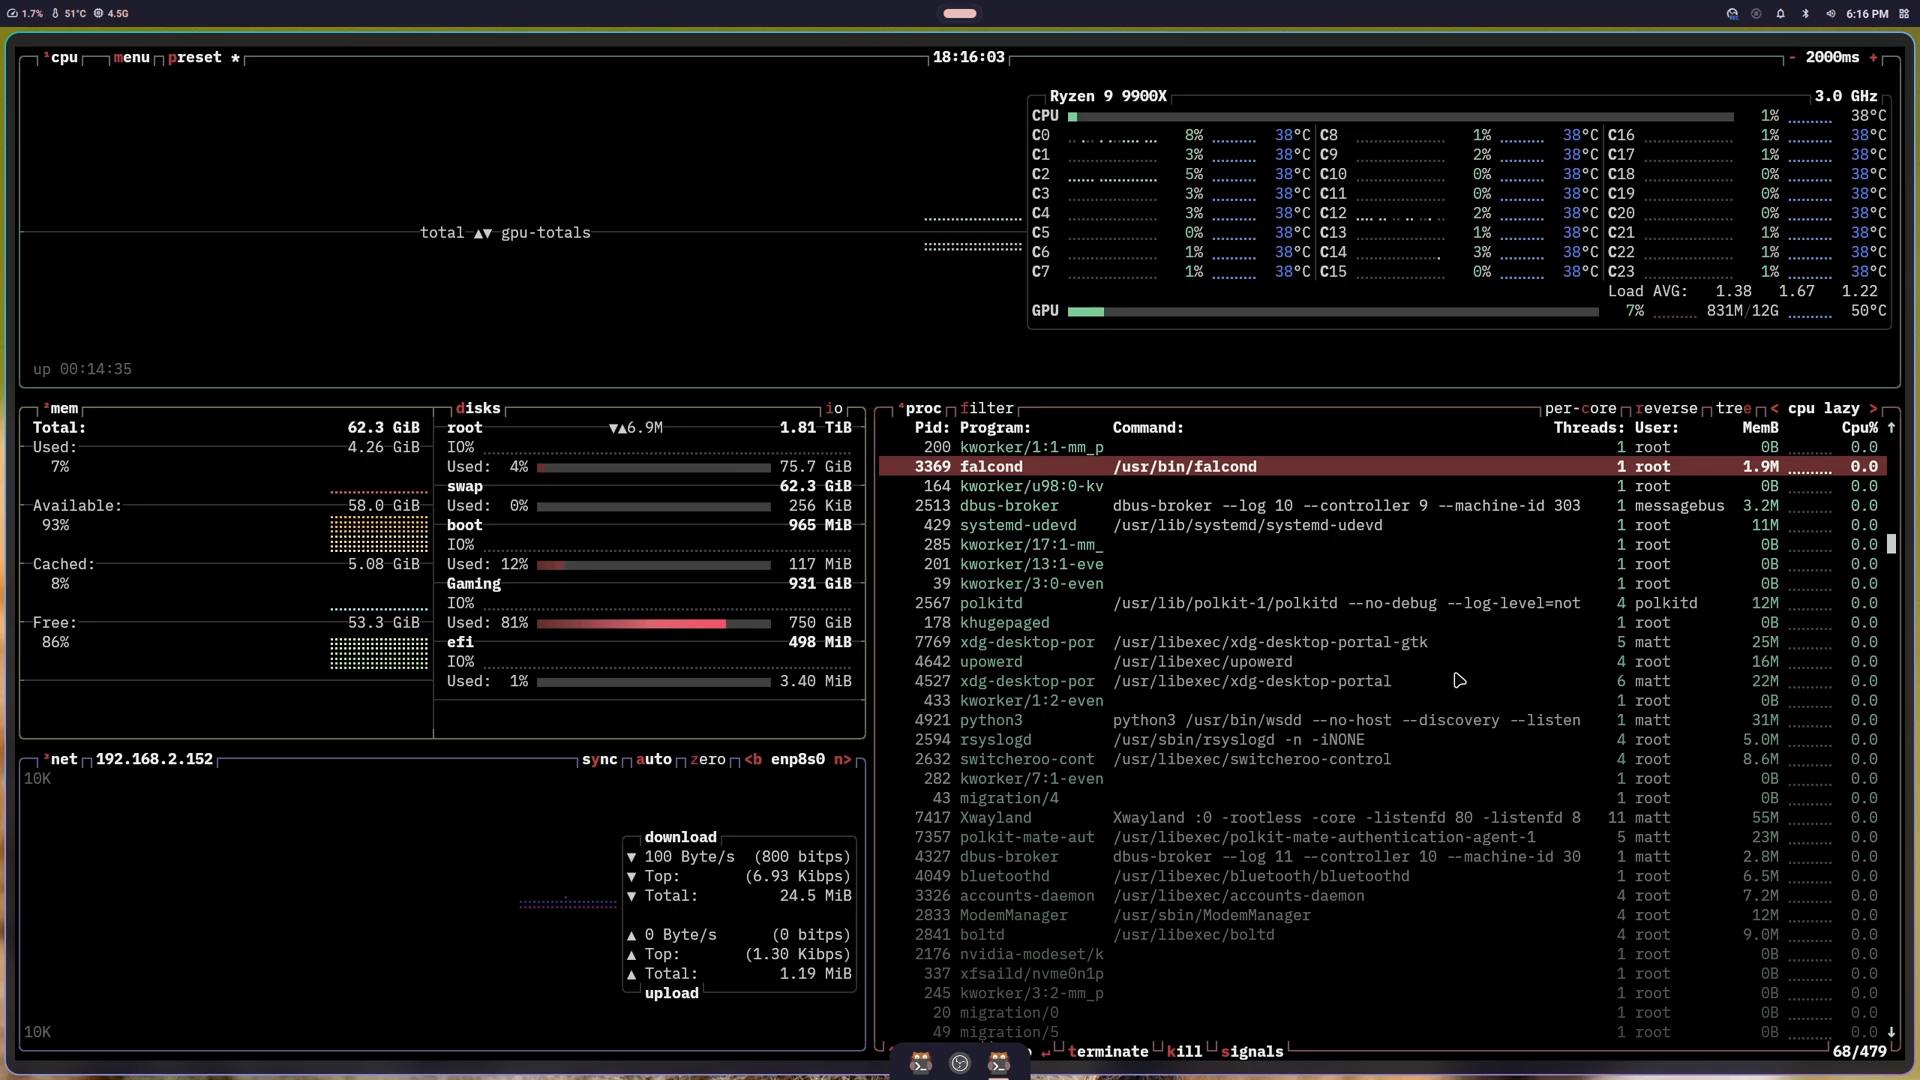 1.7% 51°C 4.5G
6:16 PM
¹cpu menu preset * 18:16:03 - 2000ms +
Ryzen 9 9900X 3.0 GHz
CPU 1% 38°C
C0 8% 38°C C8 1% 38°C C16 1% 38°C
C1 3% 38°C C9 2% 38°C C17 1% 38°C
C2 5% 38°C C10 0% 38°C C18 0% 38°C
C3 3% 38°C C11 0% 38°C C19 0% 38°C
C4 3% 38°C C12 2% 38°C C20 0% 38°C
C5 0% 38°C C13 1% 38°C C21 1% 38°C
C6 1% 38°C C14 3% 38°C C22 1% 38°C
C7 1% 38°C C15 0% 38°C C23 1% 38°C
Load AVG: 1.38 1.67 1.22
GPU 7% 831M/12G 50°C
total ▲▼ gpu-totals
up 00:14:35
²mem
Total: 62.3 GiB
Used: 4.26 GiB
7%
Available: 58.0 GiB
93%
Cached: 5.08 GiB
8%
Free: 53.3 GiB
86%
disks io
root ▼▲6.9M 1.81 TiB
IO%
Used: 4% 75.7 GiB
swap 62.3 GiB
Used: 0% 256 KiB
boot 965 MiB
IO%
Used: 12% 117 MiB
Gaming 931 GiB
IO%
Used: 81% 750 GiB
efi 498 MiB
IO%
Used: 1% 3.40 MiB
³net 192.168.2.152 sync auto zero <b enp8s0 n>
10K
download
▼ 100 Byte/s (800 bitps)
▼ Top: (6.93 Kibps)
▼ Total: 24.5 MiB
▲ 0 Byte/s (0 bitps)
▲ Top: (1.30 Kibps)
▲ Total: 1.19 MiB
upload
10K
⁴proc filter per-core reverse tree < cpu lazy >
Pid: Program: Command: Threads: User: MemB Cpu% ↑
200 kworker/1:1-mm_p 1 root 0B 0.0
3369 falcond /usr/bin/falcond 1 root 1.9M 0.0
164 kworker/u98:0-kv 1 root 0B 0.0
2513 dbus-broker dbus-broker --log 10 --controller 9 --machine-id 303 1 messagebus 3.2M 0.0
429 systemd-udevd /usr/lib/systemd/systemd-udevd 1 root 11M 0.0
285 kworker/17:1-mm_ 1 root 0B 0.0
201 kworker/13:1-eve 1 root 0B 0.0
39 kworker/3:0-even 1 root 0B 0.0
2567 polkitd /usr/lib/polkit-1/polkitd --no-debug --log-level=not 4 polkitd 12M 0.0
178 khugepaged 1 root 0B 0.0
7769 xdg-desktop-por /usr/libexec/xdg-desktop-portal-gtk 5 matt 25M 0.0
4642 upowerd /usr/libexec/upowerd 4 root 16M 0.0
4527 xdg-desktop-por /usr/libexec/xdg-desktop-portal 6 matt 22M 0.0
433 kworker/1:2-even 1 root 0B 0.0
4921 python3 python3 /usr/bin/wsdd --no-host --discovery --listen 1 matt 31M 0.0
2594 rsyslogd /usr/sbin/rsyslogd -n -iNONE 4 root 5.0M 0.0
2632 switcheroo-cont /usr/libexec/switcheroo-control 4 root 8.6M 0.0
282 kworker/7:1-even 1 root 0B 0.0
43 migration/4 1 root 0B 0.0
7417 Xwayland Xwayland :0 -rootless -core -listenfd 80 -listenfd 8 11 matt 55M 0.0
7357 polkit-mate-aut /usr/libexec/polkit-mate-authentication-agent-1 5 matt 23M 0.0
4327 dbus-broker dbus-broker --log 11 --controller 10 --machine-id 30 1 matt 2.8M 0.0
4049 bluetoothd /usr/libexec/bluetooth/bluetoothd 1 root 6.5M 0.0
3326 accounts-daemon /usr/libexec/accounts-daemon 4 root 7.2M 0.0
2833 ModemManager /usr/sbin/ModemManager 4 root 12M 0.0
2841 boltd /usr/libexec/boltd 4 root 9.0M 0.0
2176 nvidia-modeset/k 1 root 0B 0.0
337 xfsaild/nvme0n1p 1 root 0B 0.0
245 kworker/3:2-mm_p 1 root 0B 0.0
20 migration/0 1 root 0B 0.0
49 migration/5 1 root 0B 0.0 ↓
↵ terminate kill signals 68/479